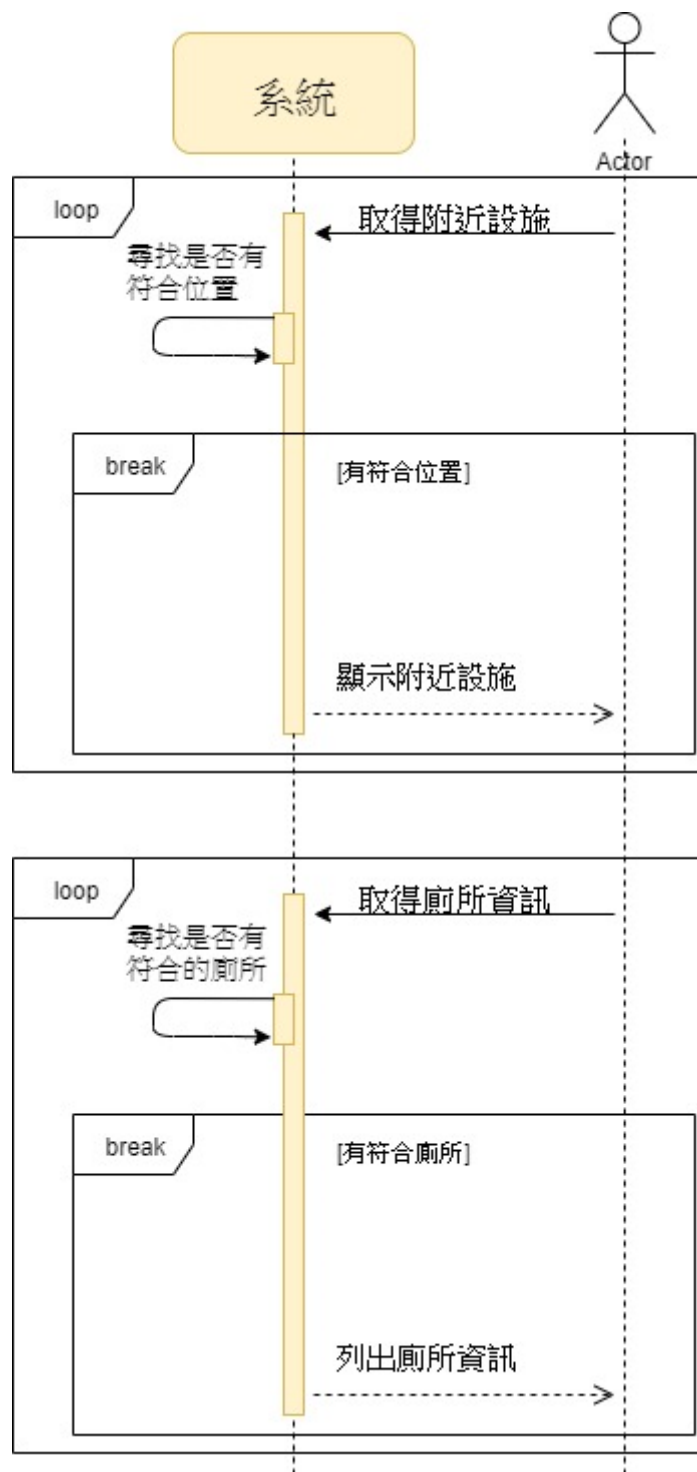 系統
Actor
loop
取得附近設施
尋找是否有
符合位置
break
[有符合位置]
顯示附近設施
loop
取得廁所資訊
尋找是否有
符合的廁所
break
[有符合廁所]
列出廁所資訊